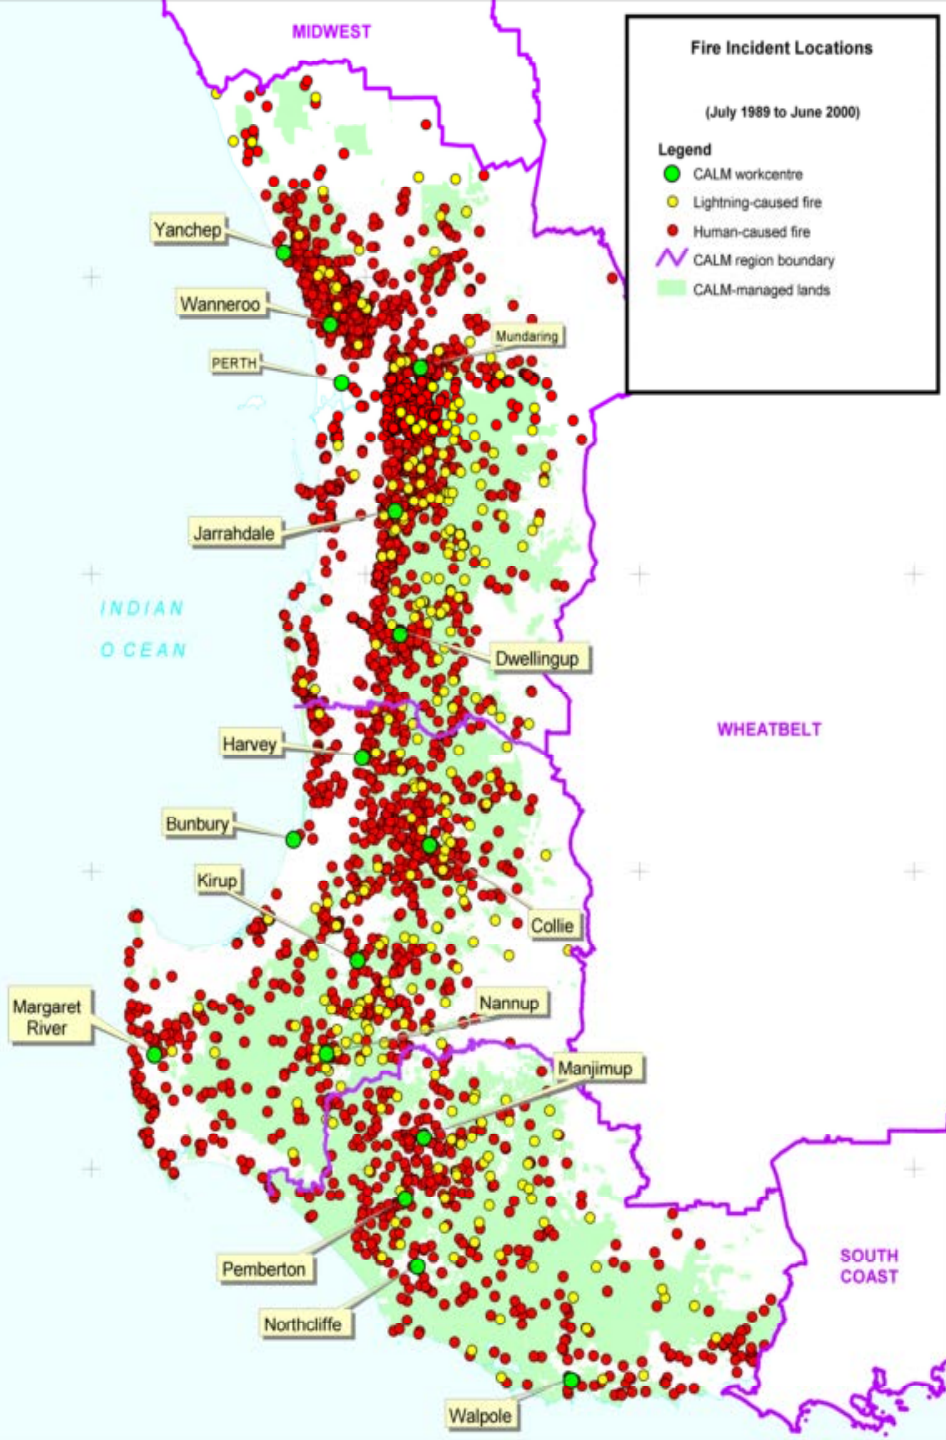 MIDWEST
Fire Incident Locations
(July 1989 to June 2000)
Legend
CALM workcentre
Lightning-caused fire
Human-caused fire
CALM region boundary
CALM-managed lands
Yanchep
Wanneroo
Mundaring
PERTH
Jarrahdale
INDIAN
OCEAN
Dwellingup
WHEATBELT
Harvey
Bunbury
Kirup
Collie
Margaret
River
Nannup
Manjimup
Pemberton
SOUTH
COAST
Northcliffe
Walpole